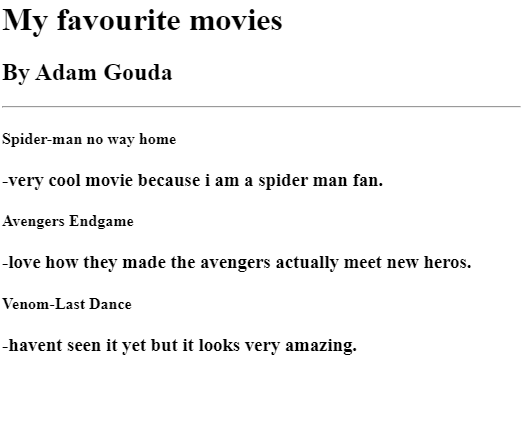 My favourite movies
By Adam Gouda
Spider-man no way home
-very cool movie because i am a spider man fan.
Avengers Endgame
-love how they made the avengers actually meet new heros.
Venom-Last Dance
-havent seen it yet but it looks very amazing.